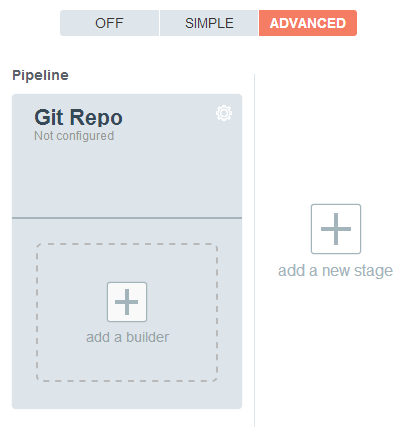 OFF SIMPLE ADVANCED
Pipeline
Git Repo
Not configured
add a builder
add a new stage